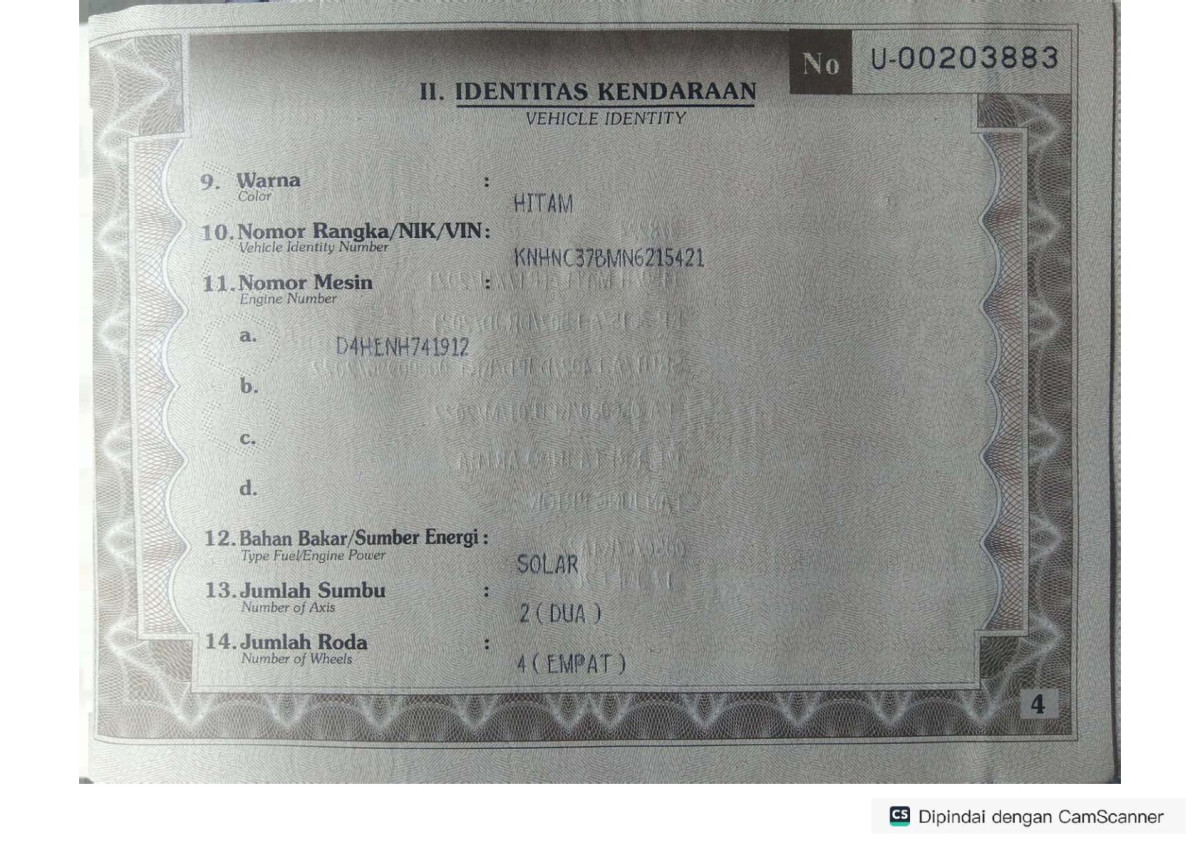 No U-00203883
II. IDENTITAS KENDARAAN
VEHICLE IDENTITY
9. Warna :
Color
HITAM
10. Nomor Rangka/NIK/VIN:
Vehicle Identity Number
KNHNC37BMN6215421
11. Nomor Mesin :
Engine Number
a. D4HENH741912
b.
c.
d.
12. Bahan Bakar/Sumber Energi :
Type Fuel/Engine Power
SOLAR
13. Jumlah Sumbu :
Number of Axis
2 ( DUA )
14. Jumlah Roda :
Number of Wheels
4 ( EMPAT )
4
CS Dipindai dengan CamScanner